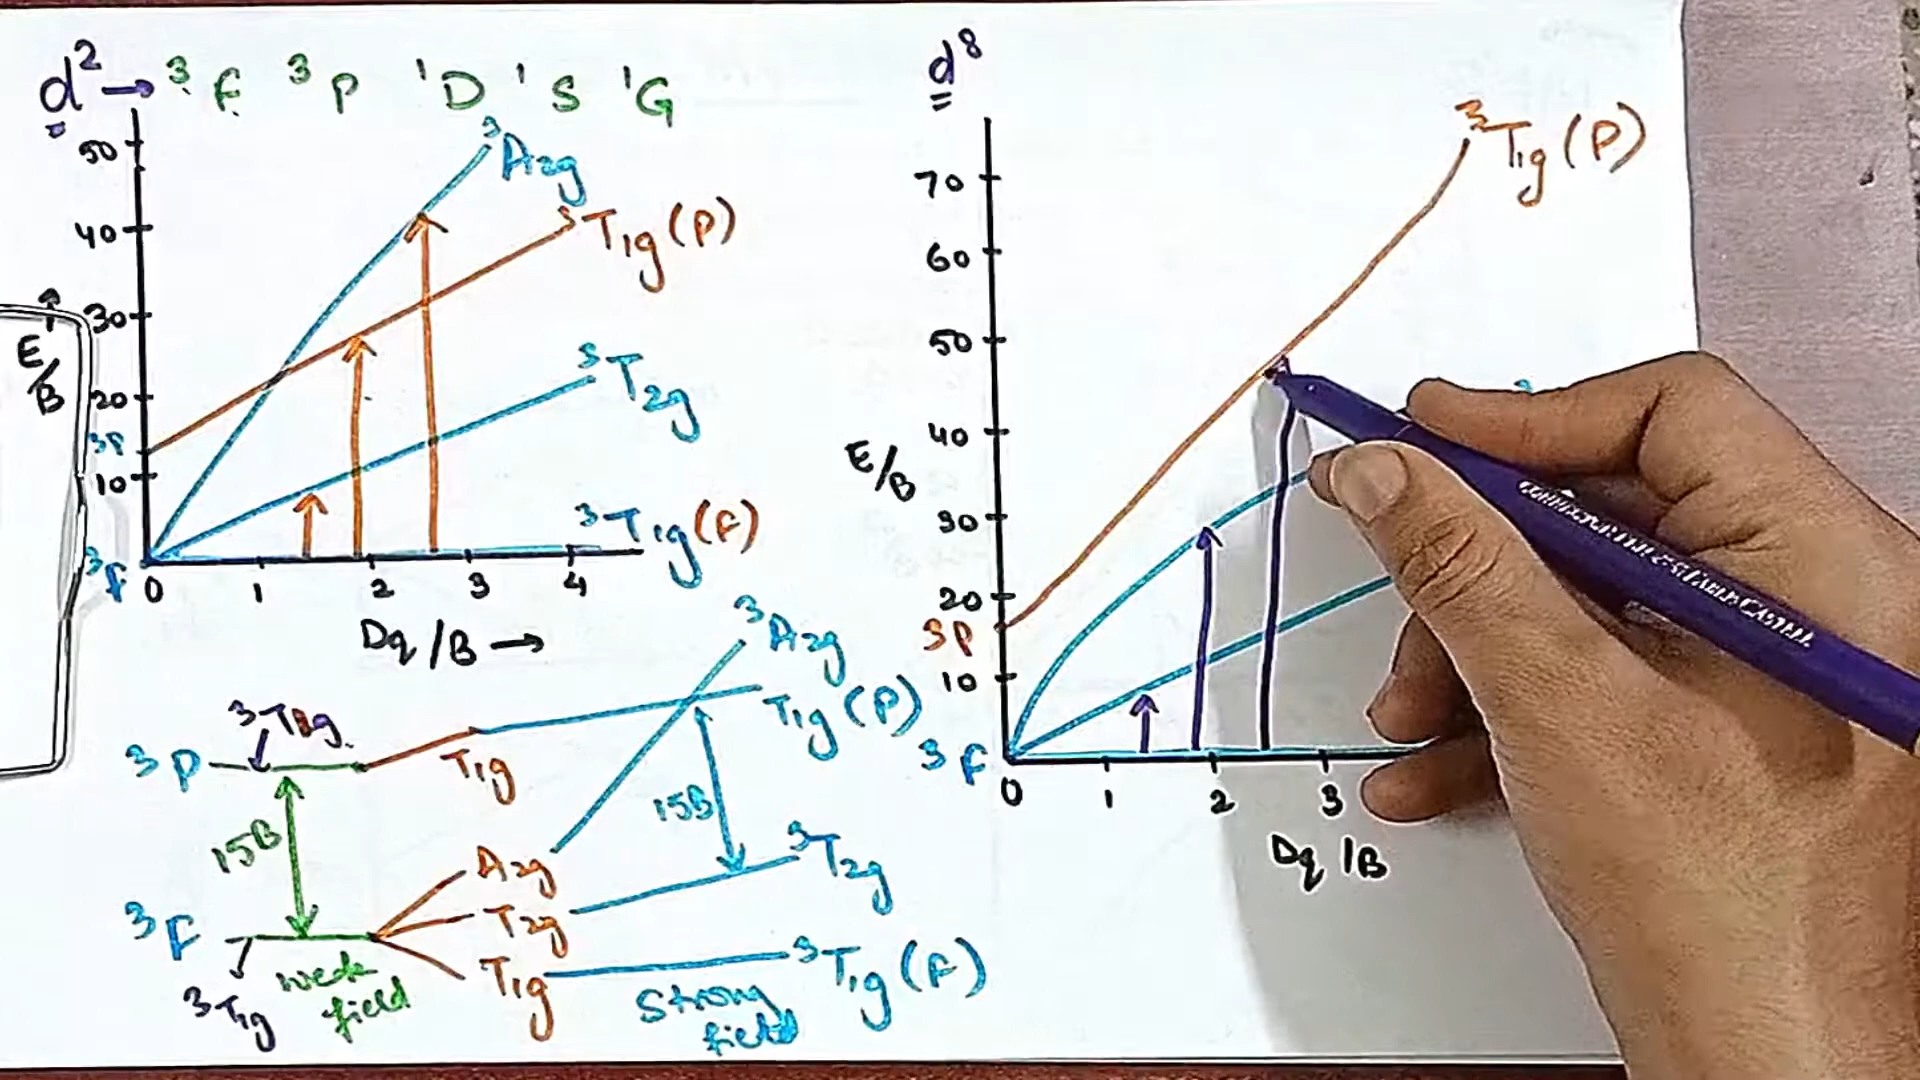 d² → ³F ³P ¹D ¹S ¹G
50
40
30
20
³P
10
³F
E/B
³A₂g
³T₁g(P)
³T₂g
³T₁g(F)
0 1 2 3 4
Dq/B →
³P
15B
³F
³T₁g
weak field
T₁g
A₂g
T₂g
T₁g
³A₂g
T₁g(P)
15B
³T₂g
³T₁g(F)
Strong field
d⁸
70
60
50
40
30
20
³P
10
³F
E/B
³T₁g(P)
0 1 2 3
Dq/B